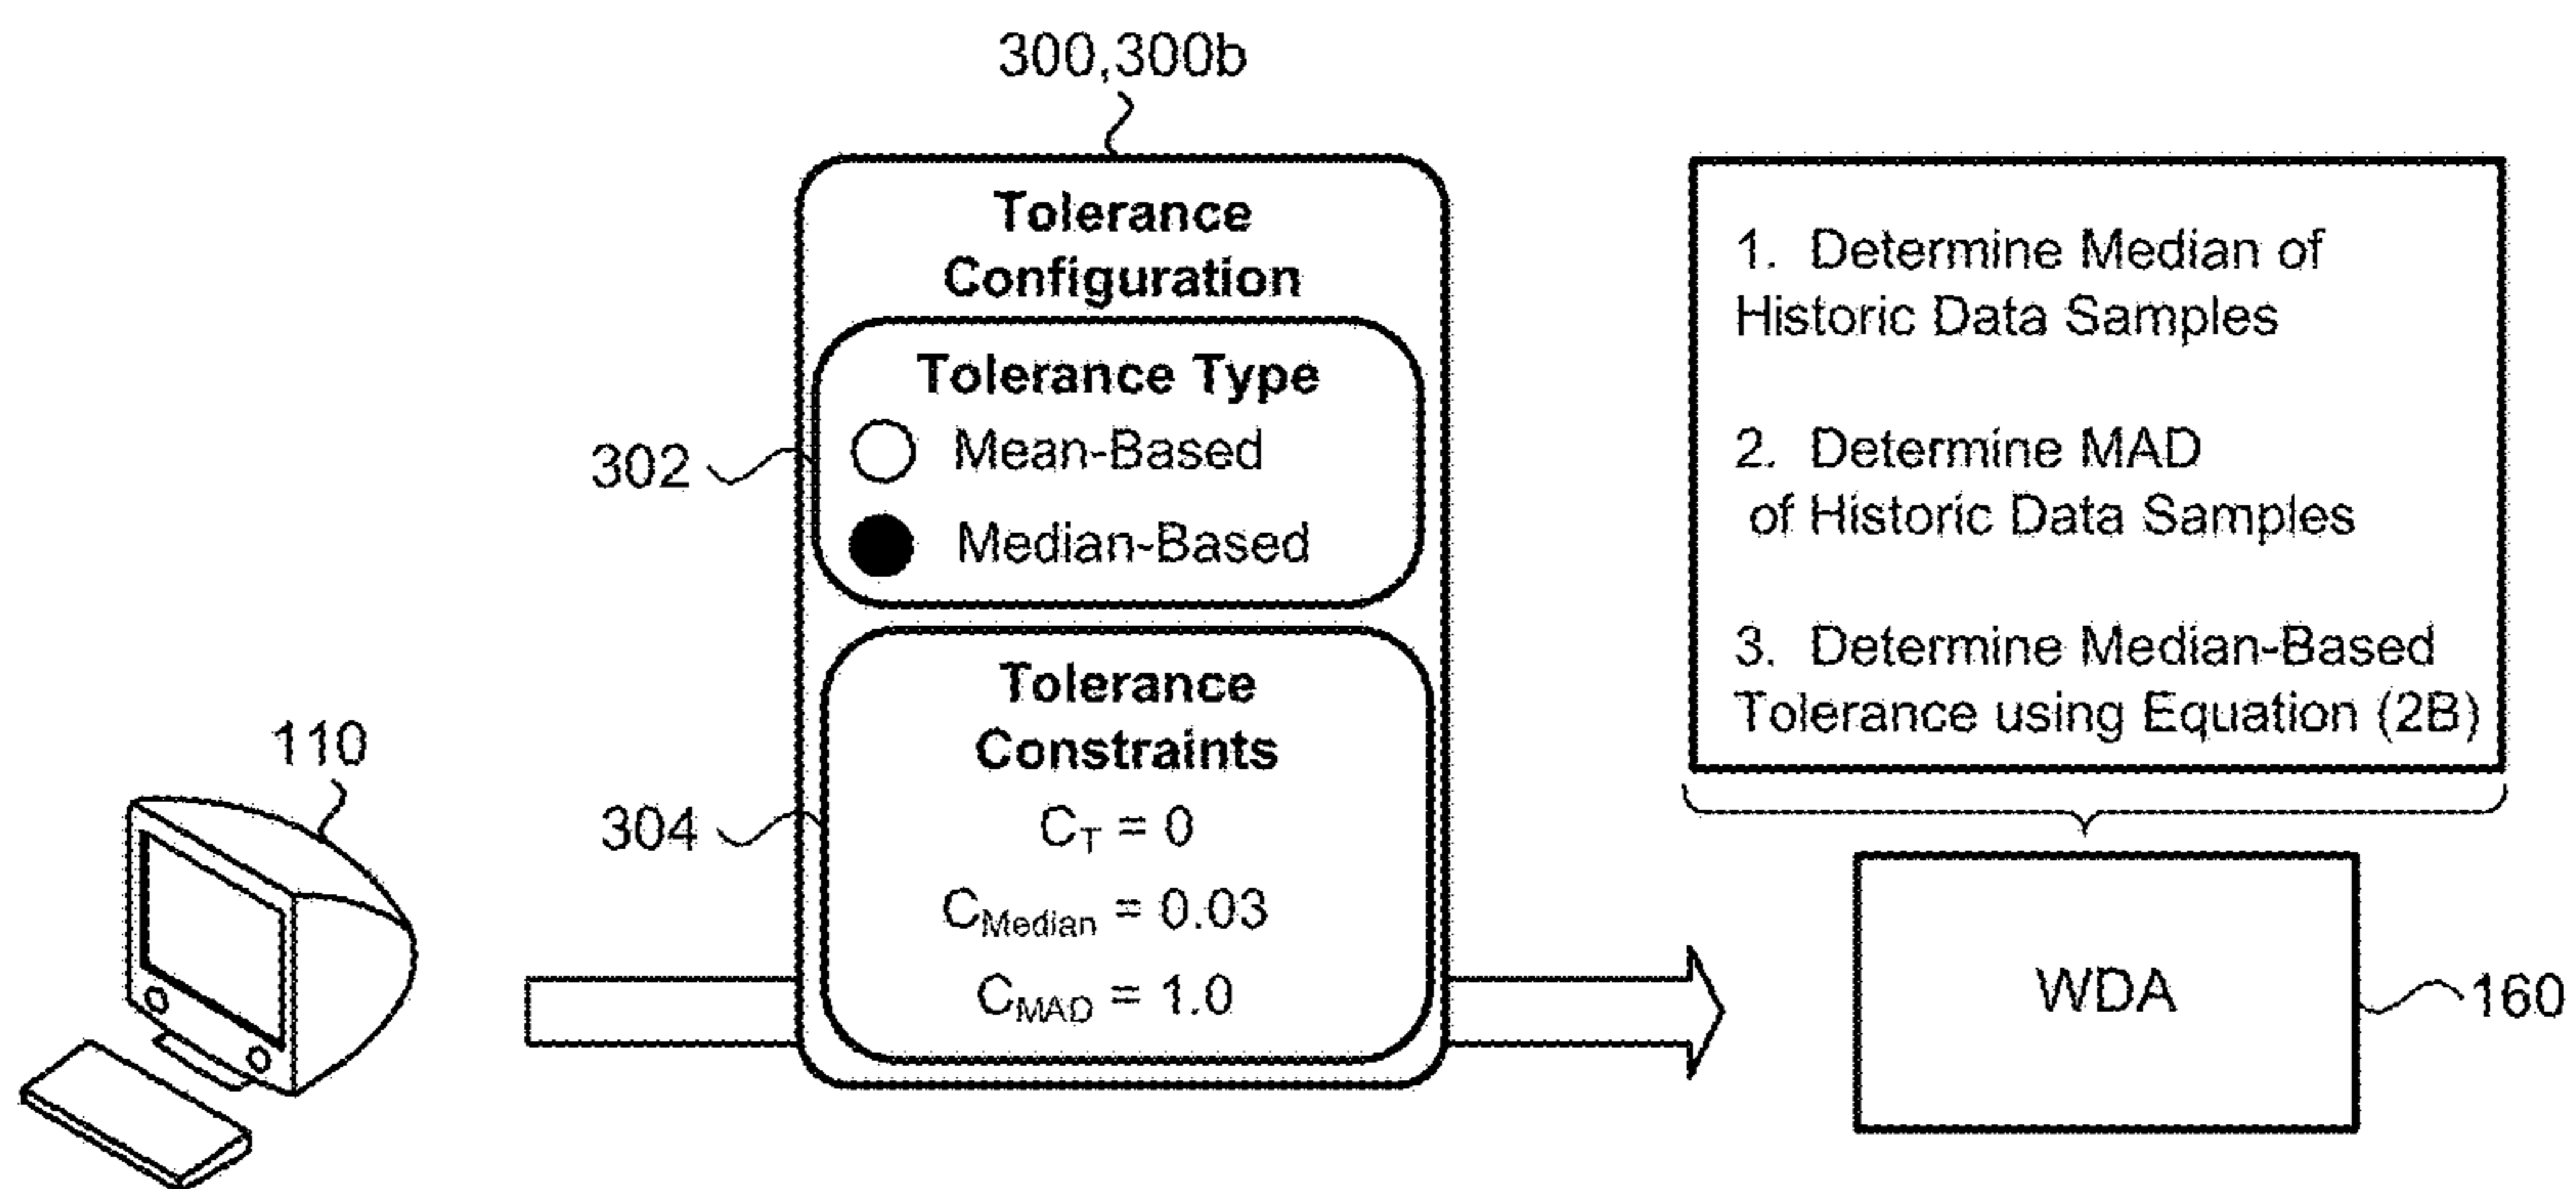 300,300b
Tolerance
Configuration
Tolerance Type
Mean-Based
302
Median-Based
Tolerance
Constraints
304
C_T = 0
C_Median = 0.03
C_MAD = 1.0
110
1. Determine Median of
Historic Data Samples
2. Determine MAD
of Historic Data Samples
3. Determine Median-Based
Tolerance using Equation (2B)
WDA
160